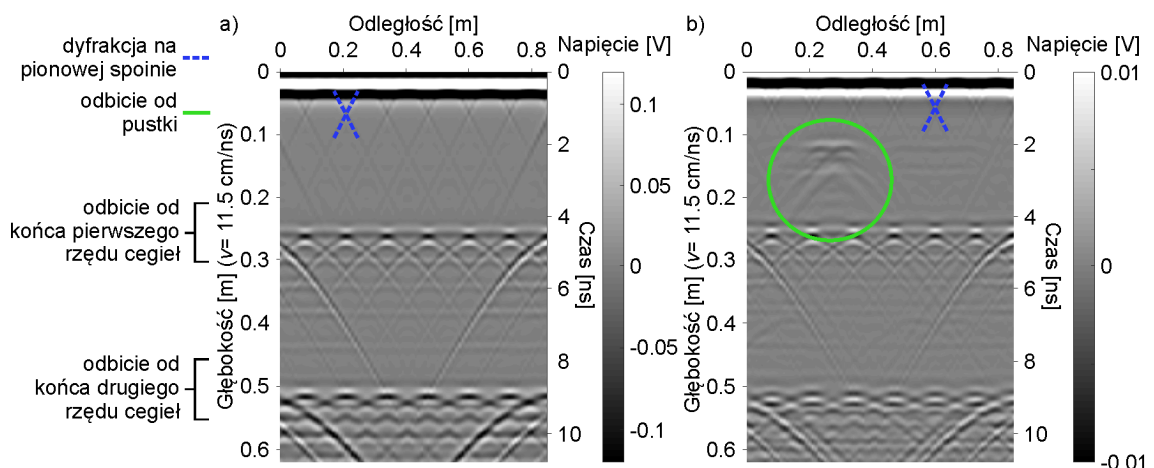 dyfrakcja na
pionowej spoinie
odbicie od
pustki
odbicie od
końca pierwszego
rzędu cegieł
odbicie od
końca drugiego
rzędu cegieł
a)
Odległość [m]
0 0.2 0.4 0.6 0.8
Napięcie [V]
Głębokość [m] (v= 11.5 cm/ns)
0
0.1
0.2
0.3
0.4
0.5
0.6
0
2
4
6
8
10
Czas [ns]
0.1
0.05
0
-0.05
-0.1
b)
Odległość [m]
0 0.2 0.4 0.6 0.8
Napięcie [V]
Głębokość [m] (v= 11.5 cm/ns)
0
0.1
0.2
0.3
0.4
0.5
0.6
0
2
4
6
8
10
Czas [ns]
0.01
0
-0.01